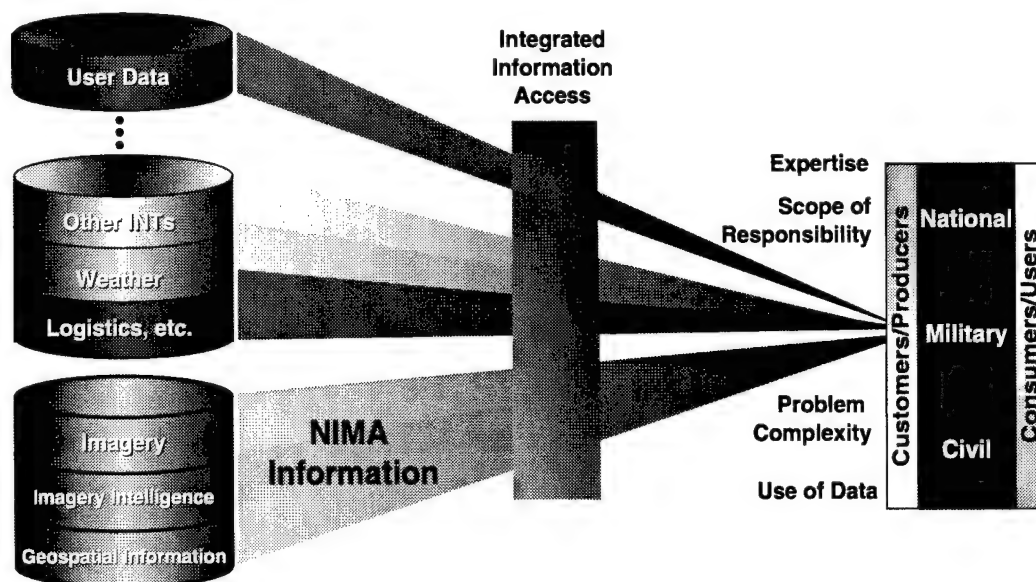 User Data
Other INTs
Weather
Logistics, etc.
Imagery
Imagery Intelligence
Geospatial Information
NIMA
Information
Integrated
Information
Access
Expertise
Scope of
Responsibility
Problem
Complexity
Use of Data
Customers/Producers
National
Military
Civil
Consumers/Users